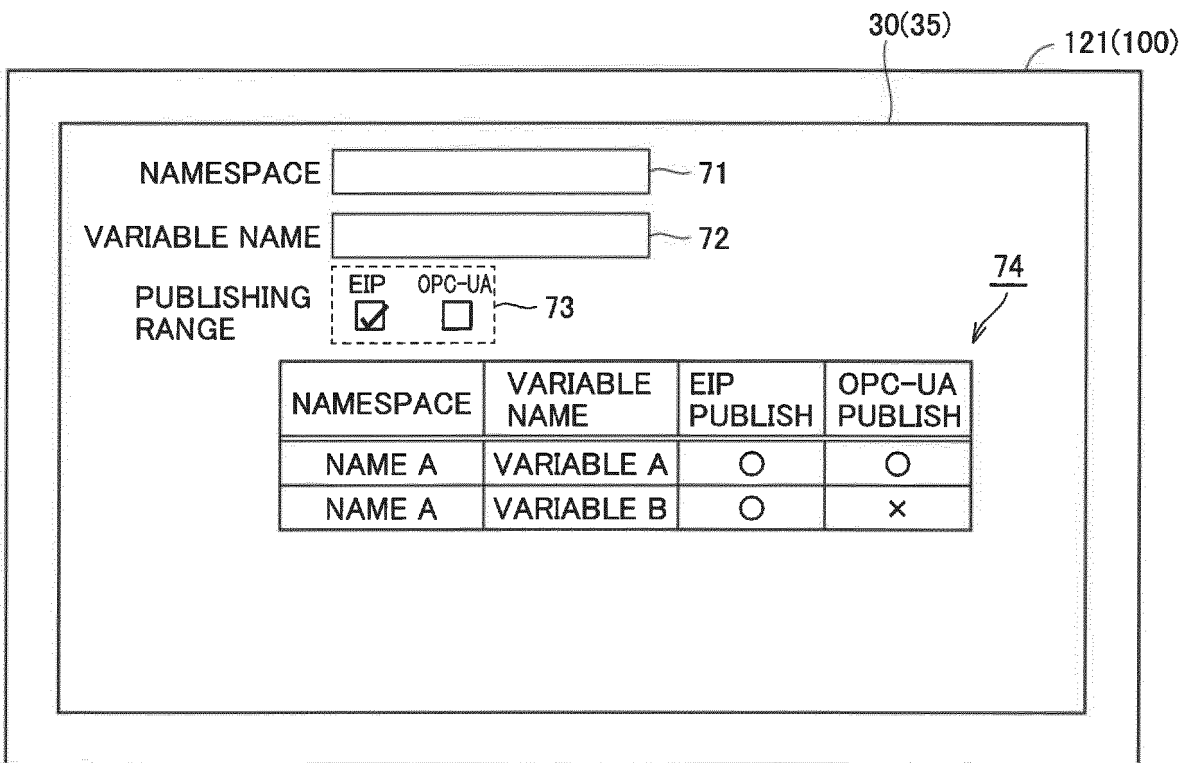 30(35)
121(100)
NAMESPACE
71
VARIABLE NAME
72
PUBLISHING
RANGE
EIP OPC-UA
73
74
NAMESPACE VARIABLE NAME EIP PUBLISH OPC-UA PUBLISH
NAME A VARIABLE A ○ ○
NAME A VARIABLE B ○ ×